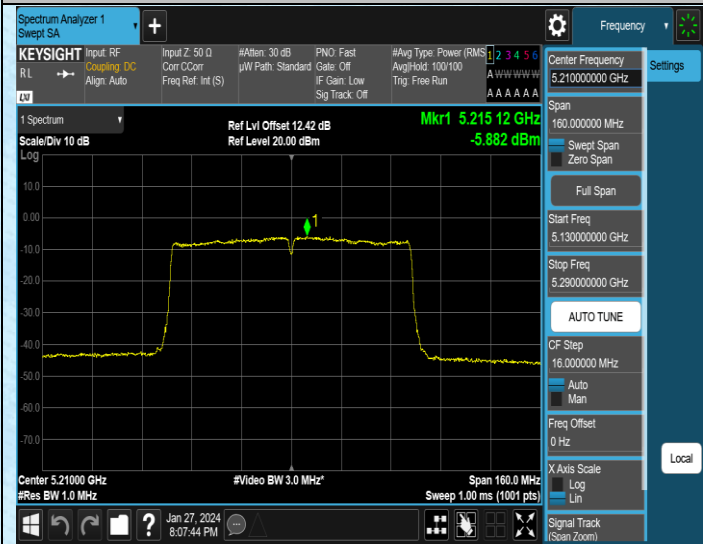 Spectrum Analyzer 1
Swept SA
Frequency
KEYSIGHT
RL
LXI
Input: RF
Coupling: DC
Align: Auto
Input Z: 50 Ω
Corr CCorr
Freq Ref: Int (S)
#Atten: 30 dB
µW Path: Standard
PNO: Fast
Gate: Off
IF Gain: Low
Sig Track: Off
#Avg Type: Power (RMS
Avg|Hold: 100/100
Trig: Free Run
1 2 3 4 5 6
A W W W W W
A A A A A A
1 Spectrum
Scale/Div 10 dB
Log
Ref Lvl Offset 12.42 dB
Ref Level 20.00 dBm
Mkr1 5.215 12 GHz
-5.882 dBm
10.0
0.00
-10.0
-20.0
-30.0
-40.0
-50.0
-60.0
-70.0
1
Center 5.21000 GHz
#Res BW 1.0 MHz
#Video BW 3.0 MHz*
Span 160.0 MHz
Sweep 1.00 ms (1001 pts)
Jan 27, 2024
8:07:44 PM
Center Frequency
5.210000000 GHz
Settings
Span
160.000000 MHz
Swept Span
Zero Span
Full Span
Start Freq
5.130000000 GHz
Stop Freq
5.290000000 GHz
AUTO TUNE
CF Step
16.000000 MHz
Auto
Man
Freq Offset
0 Hz
Local
X Axis Scale
Log
Lin
Signal Track
(Span Zoom)